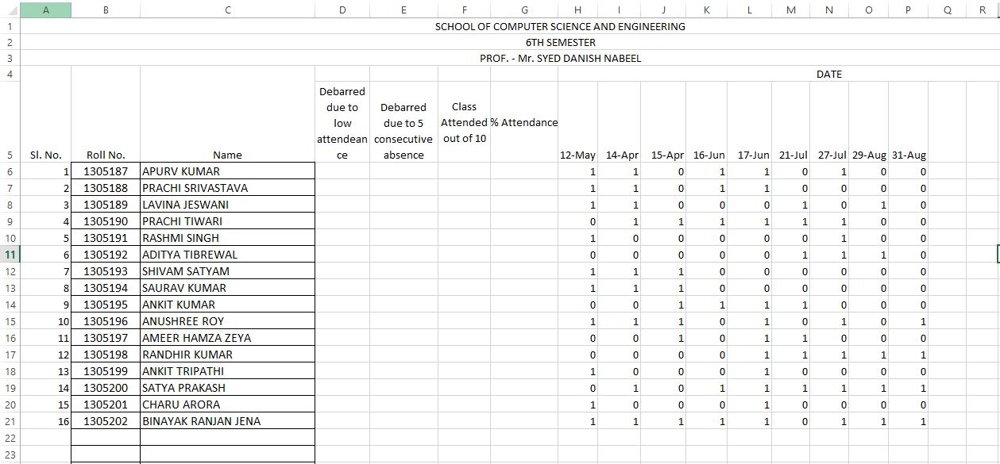 A B C D E F G H I J K L M N O P Q R
1 SCHOOL OF COMPUTER SCIENCE AND ENGINEERING
2 6TH SEMESTER
3 PROF. - Mr. SYED DANISH NABEEL
4 DATE
5 Sl. No. Roll No. Name Debarred due to low attendeance Debarred due to 5 consecutive absence Class Attended out of 10 % Attendance 12-May 14-Apr 15-Apr 16-Jun 17-Jun 21-Jul 27-Jul 29-Aug 31-Aug
6 1 1305187 APURV KUMAR 1 1 0 1 1 0 1 0 0
7 2 1305188 PRACHI SRIVASTAVA 1 1 0 1 1 0 0 0 0
8 3 1305189 LAVINA JESWANI 1 1 0 0 0 1 0 1 0
9 4 1305190 PRACHI TIWARI 0 1 1 1 1 1 1 0 0
10 5 1305191 RASHMI SINGH 1 0 0 0 0 0 1 0 0
11 6 1305192 ADITYA TIBREWAL 0 0 0 0 0 1 1 1 0
12 7 1305193 SHIVAM SATYAM 1 1 1 0 0 0 0 0 0
13 8 1305194 SAURAV KUMAR 1 1 1 0 1 0 0 0 0
14 9 1305195 ANKIT KUMAR 0 0 1 1 1 1 0 0 0
15 10 1305196 ANUSHREE ROY 1 1 1 0 1 0 1 0 1
16 11 1305197 AMEER HAMZA ZEYA 0 0 1 0 1 1 0 0 0
17 12 1305198 RANDHIR KUMAR 0 0 0 0 1 1 1 1 1
18 13 1305199 ANKIT TRIPATHI 1 0 0 0 1 0 0 0 0
19 14 1305200 SATYA PRAKASH 0 1 0 1 1 1 1 1 1
20 15 1305201 CHARU ARORA 1 0 0 0 1 0 0 0 0
21 16 1305202 BINAYAK RANJAN JENA 1 1 1 1 1 0 1 1 1
22
23